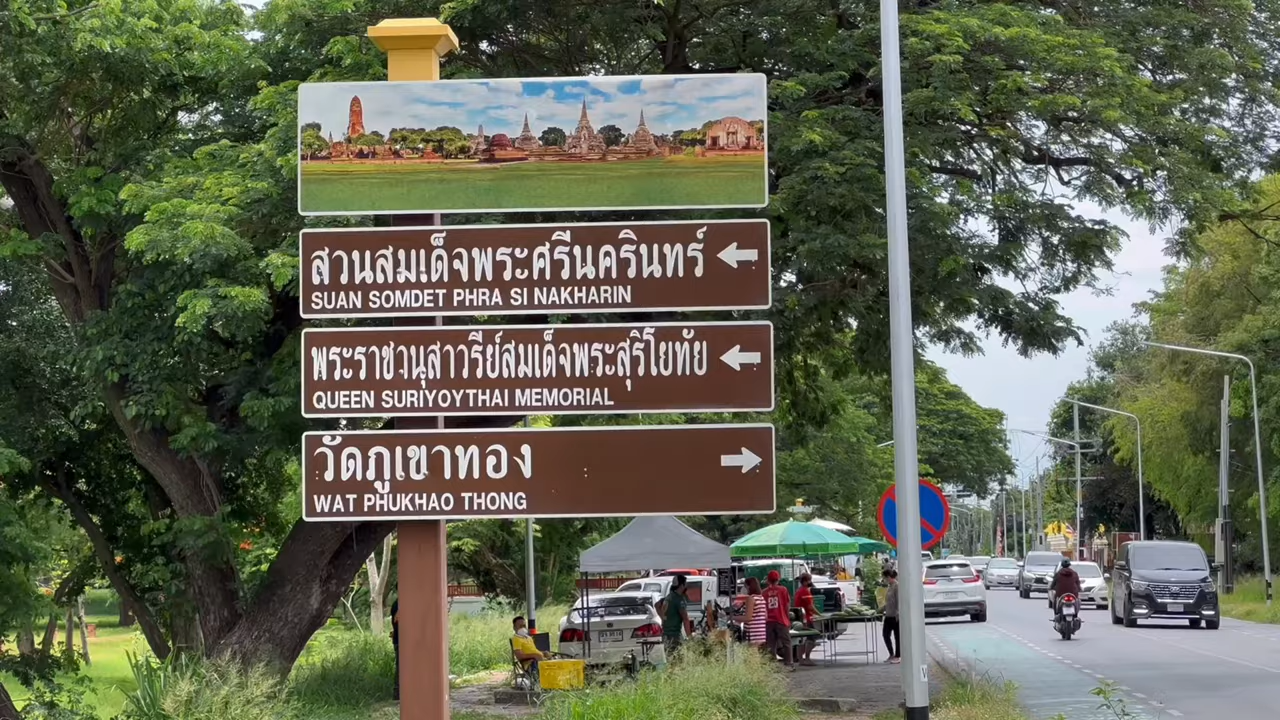 สวนสมเด็จพระศรีนครินทร์
SUAN SOMDET PHRA SI NAKHARIN
พระราชานุสาวรีย์สมเด็จพระสุริโยทัย
QUEEN SURIYOYTHAI MEMORIAL
วัดภูเขาทอง
WAT PHUKHAO THONG